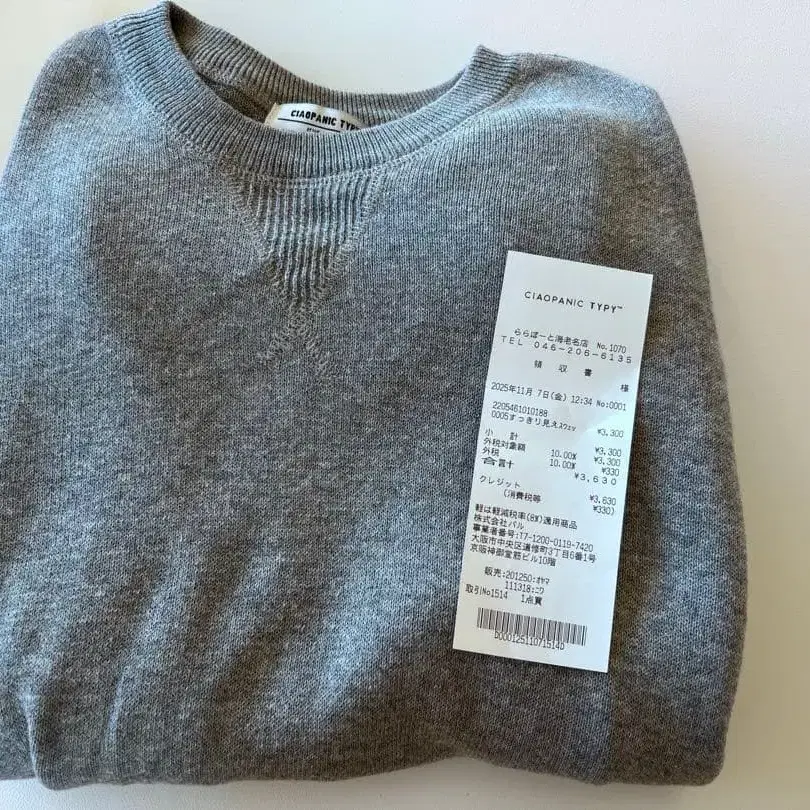 CIAOPANIC TYPY
CIAOPANIC TYPY™
ららぽーと海老名店 No.1070
TEL 046-206-6135
領 収 書
様
2025年11月 7日(金) 12:34 No:0001
2205461010188
0005すっきり見えスウェッ ¥3,300
小 計 ¥3,300
外税対象額 10.00% ¥3,300
外税 10.00% ¥330
合言十 ¥3,630
クレジット ¥3,630
(消費税等 ¥330)
軽は軽減税率(8%)適用商品
株式会社パル
事業者番号:T7-1200-0119-7420
大阪市中央区道修町3丁目6番1号
京阪神御堂筋ビル10階
販売:201250:オヤマ
111318:ニワ
取引No1514 1点買
D00012511071514D